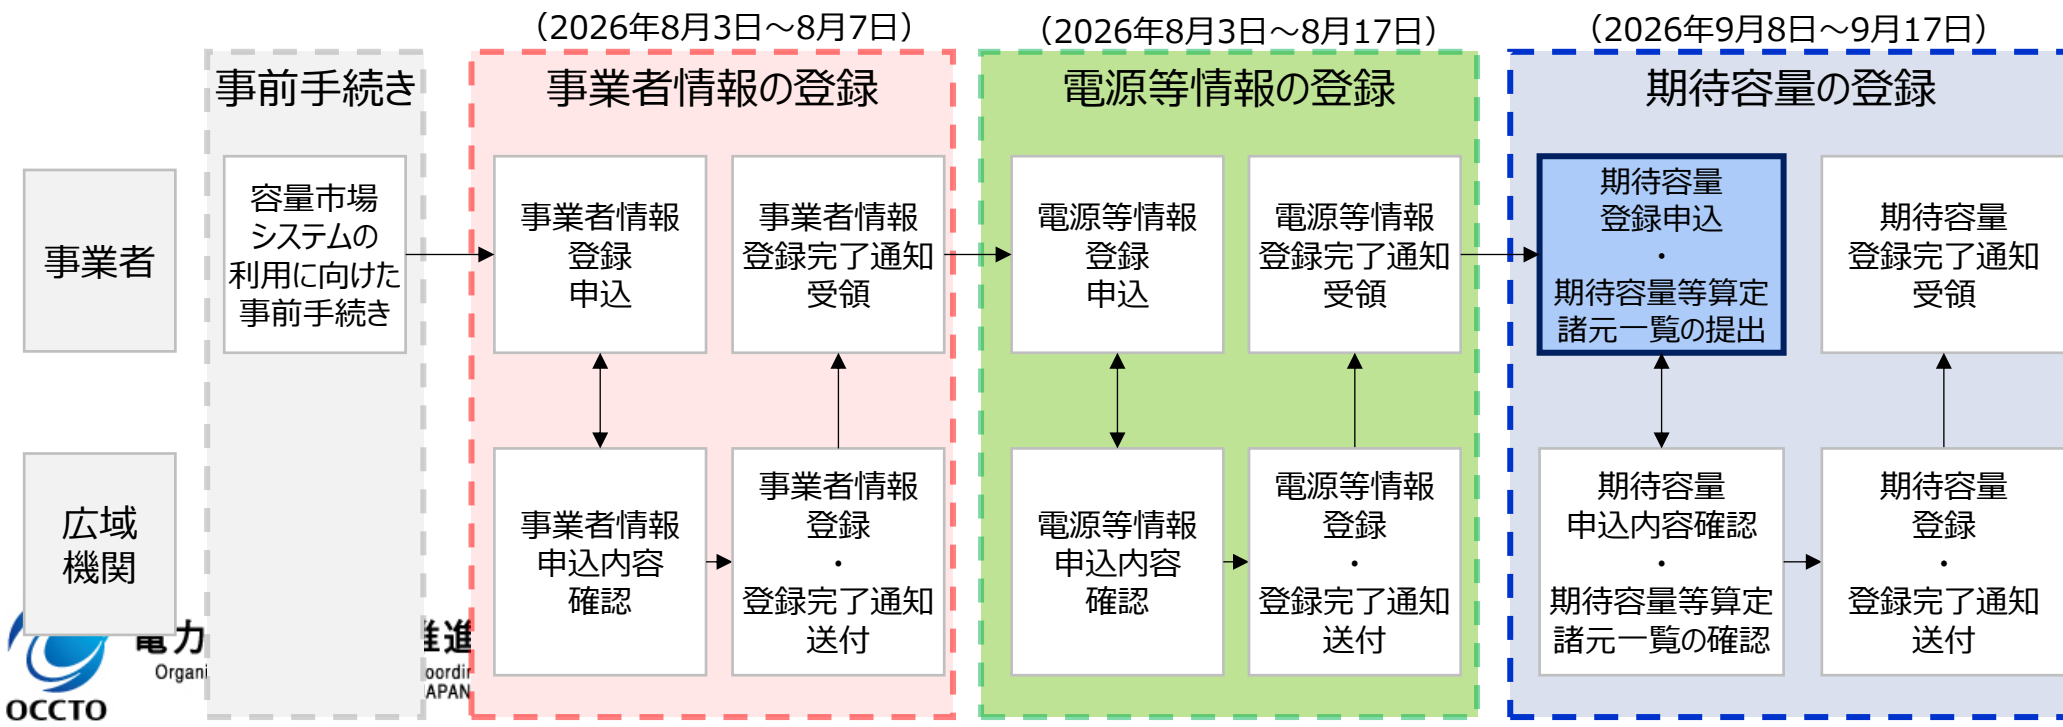 （2026年8月3日～8月7日）
（2026年8月3日～8月17日）
（2026年9月8日～9月17日）
事前手続き
事業者情報の登録
電源等情報の登録
期待容量の登録
事業者
容量市場
システムの
利用に向けた
事前手続き
事業者情報
登録
申込
事業者情報
登録完了通知
受領
電源等情報
登録
申込
電源等情報
登録完了通知
受領
期待容量
登録申込
・
期待容量等算定
諸元一覧の提出
期待容量
登録完了通知
受領
広域
機関
事業者情報
申込内容
確認
事業者情報
登録
・
登録完了通知
送付
電源等情報
申込内容
確認
電源等情報
登録
・
登録完了通知
送付
期待容量
申込内容確認
・
期待容量等算定
諸元一覧の確認
期待容量
登録
・
登録完了通知
送付
電力
推進
Organi
oordin
JAPAN
OCCTO